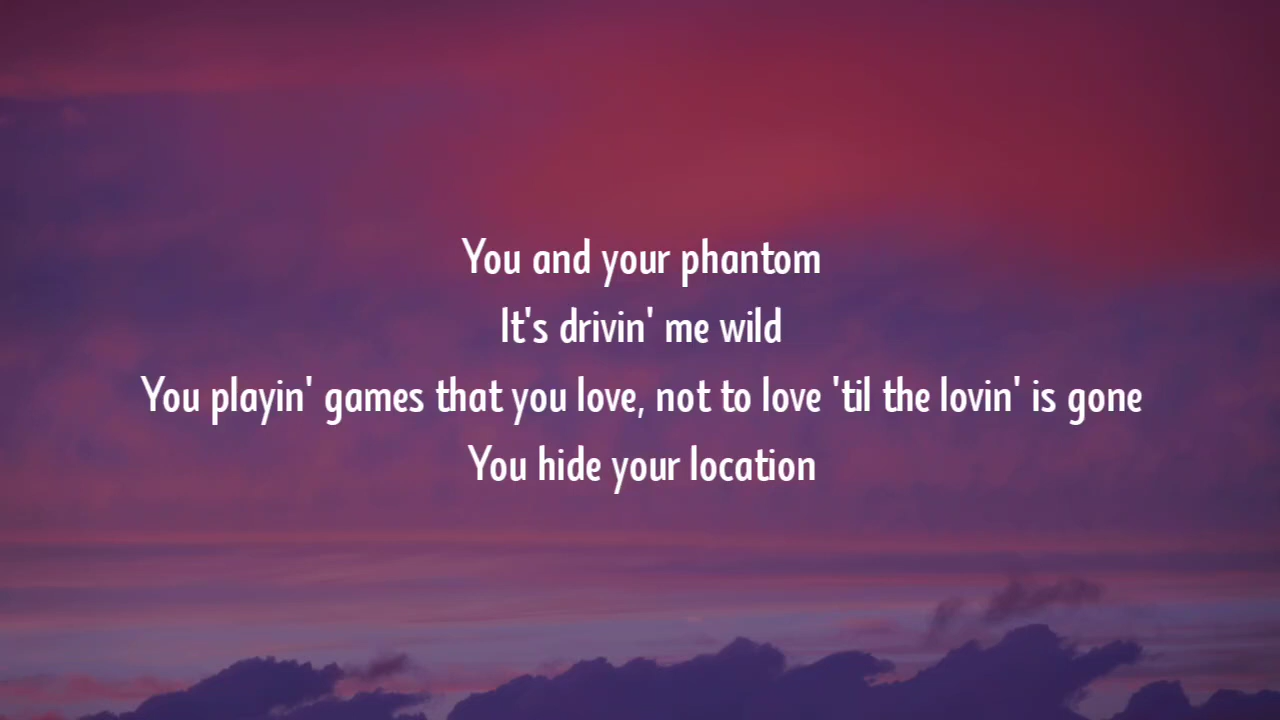 You and your phantom
It's drivin' me wild
You playin' games that you love, not to love 'til the lovin' is gone
You hide your location